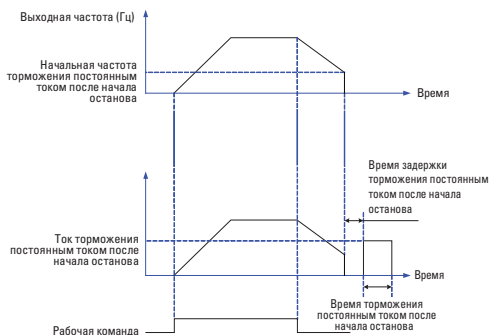 Выходная частота (Гц)
Начальная частота
торможения постоянным
током после начала
останова
Время
Время задержки
торможения постоянным
током после начала
останова
Ток торможения
постоянным током после
начала останова
Время
Время торможения
постоянным током после
начала останова
Рабочая команда